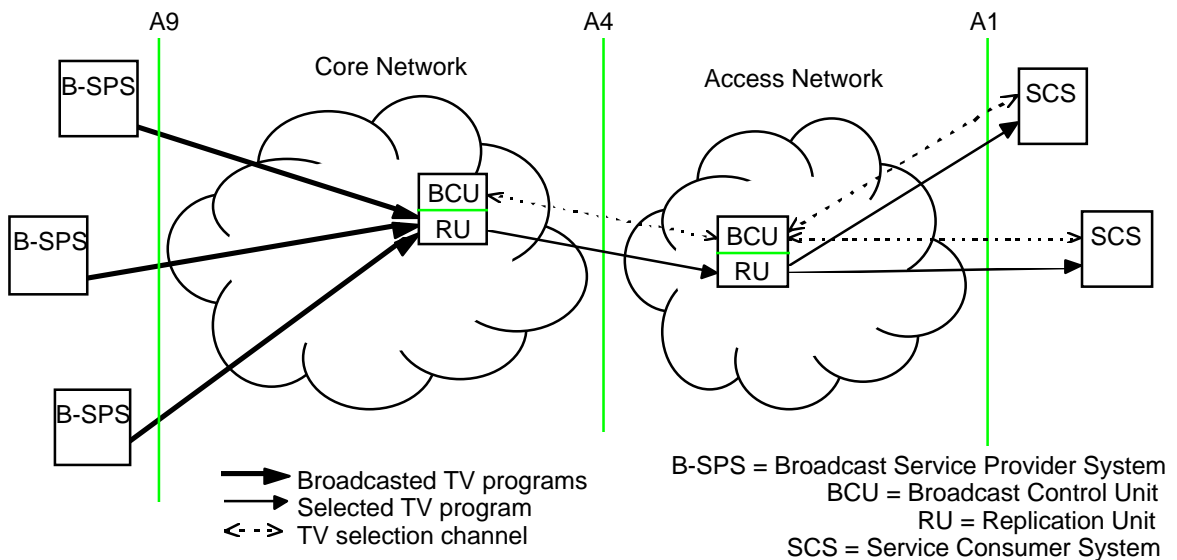 A9
A4
A1
Core Network
Access Network
B-SPS
B-SPS
B-SPS
BCU
RU
BCU
RU
SCS
SCS
Broadcasted TV programs
Selected TV program
TV selection channel
B-SPS = Broadcast Service Provider System
BCU = Broadcast Control Unit
RU = Replication Unit
SCS = Service Consumer System